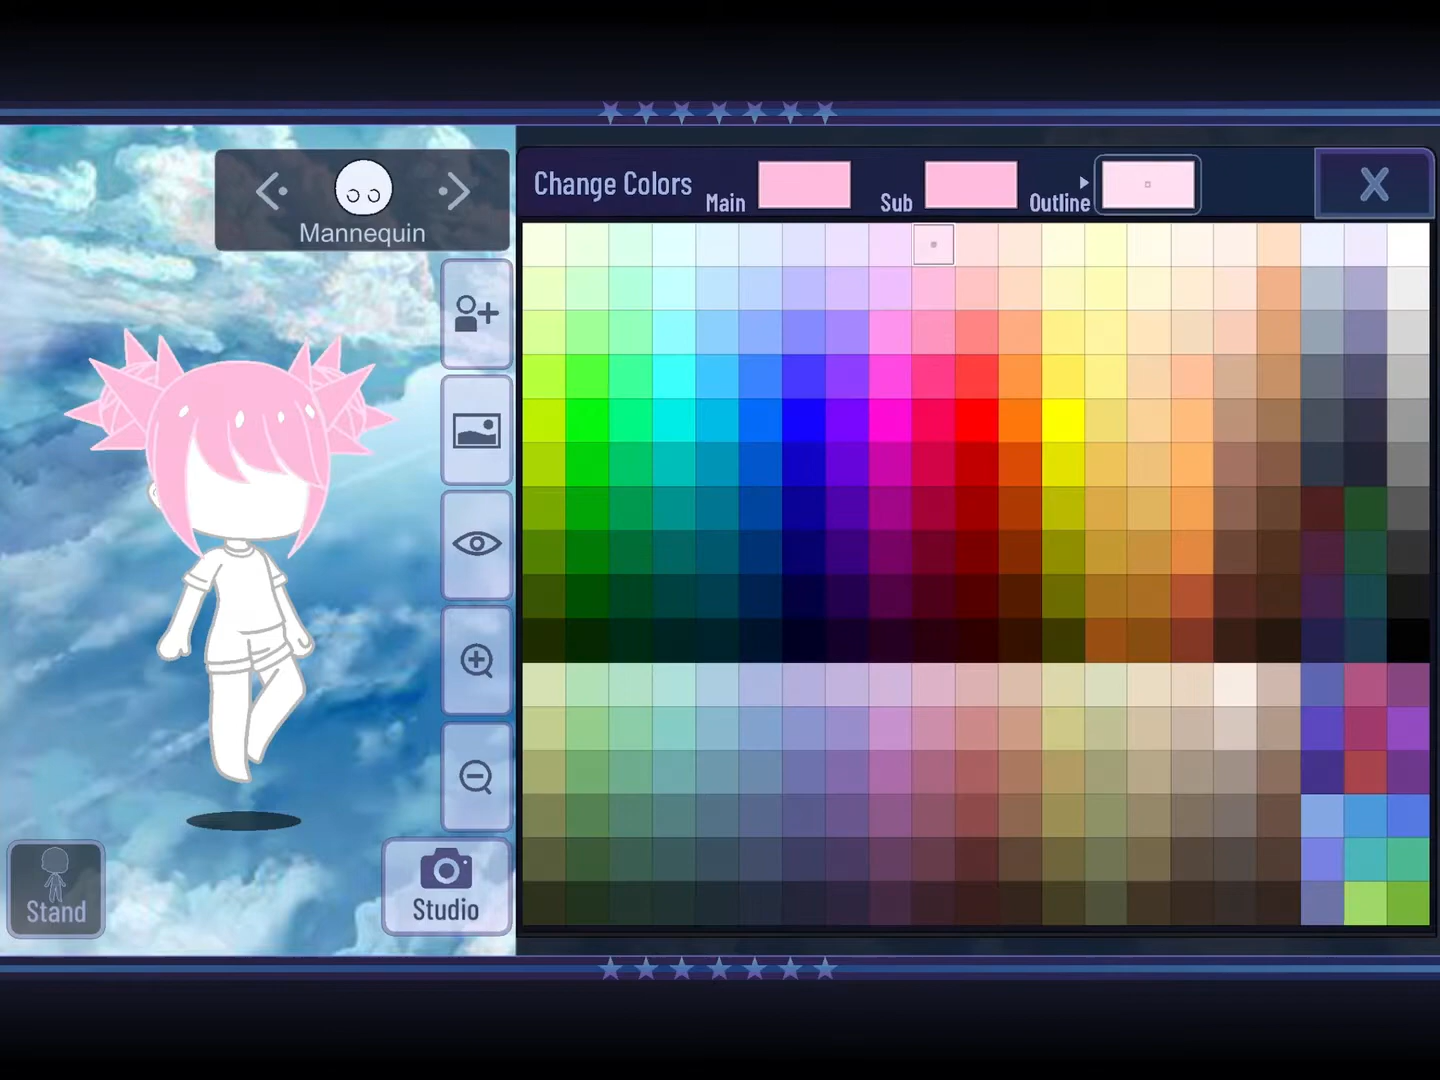 Mannequin
Change Colors
Main
Sub
Outline
X
Stand
Studio